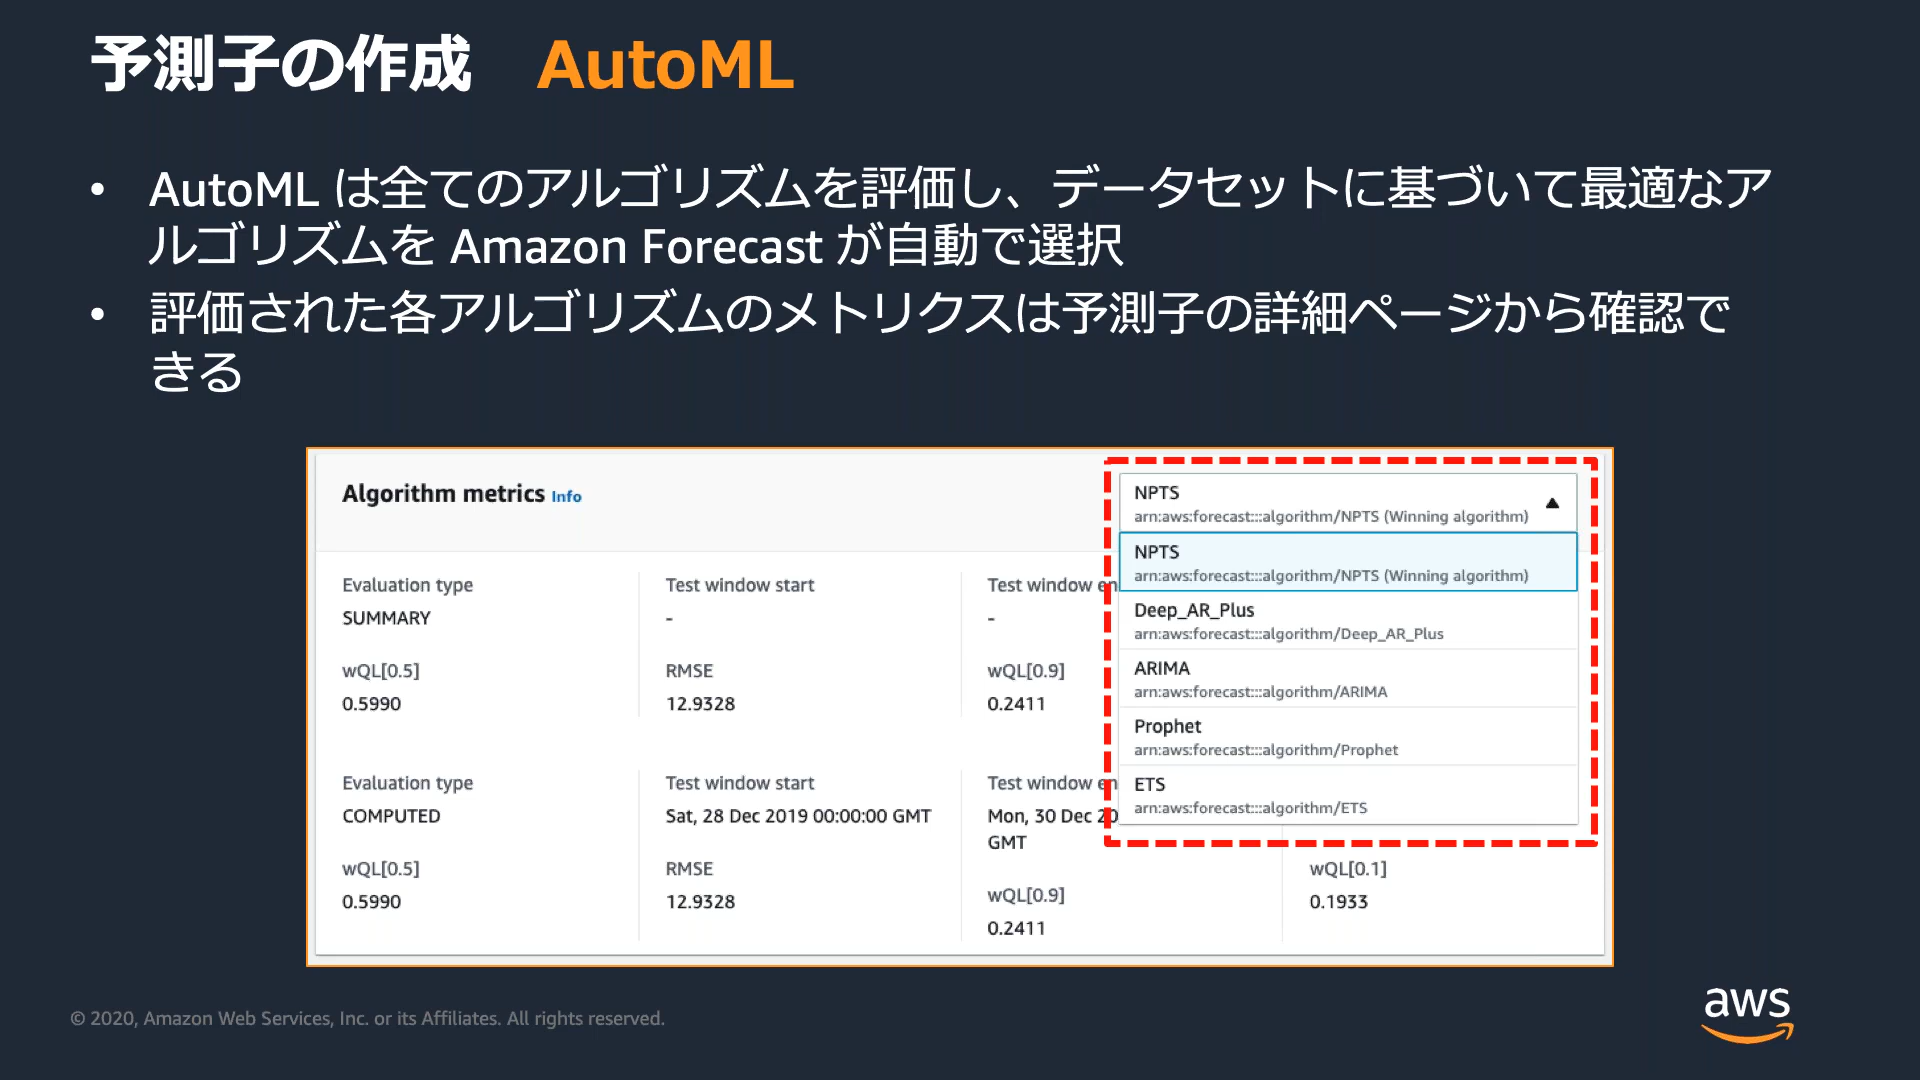 予測子の作成 AutoML
• AutoML は全てのアルゴリズムを評価し、データセットに基づいて最適なア
ルゴリズムを Amazon Forecast が自動で選択
• 評価された各アルゴリズムのメトリクスは予測子の詳細ページから確認で
きる
Algorithm metrics Info
NPTS
arn:aws:forecast:::algorithm/NPTS (Winning algorithm)
NPTS
arn:aws:forecast:::algorithm/NPTS (Winning algorithm)
Deep_AR_Plus
arn:aws:forecast:::algorithm/Deep_AR_Plus
ARIMA
arn:aws:forecast:::algorithm/ARIMA
Prophet
arn:aws:forecast:::algorithm/Prophet
ETS
arn:aws:forecast:::algorithm/ETS
Evaluation type
SUMMARY
Test window start
-
Test window en
-
wQL[0.5]
0.5990
RMSE
12.9328
wQL[0.9]
0.2411
Evaluation type
COMPUTED
Test window start
Sat, 28 Dec 2019 00:00:00 GMT
Test window en
Mon, 30 Dec 20
GMT
wQL[0.5]
0.5990
RMSE
12.9328
wQL[0.9]
0.2411
wQL[0.1]
0.1933
© 2020, Amazon Web Services, Inc. or its Affiliates. All rights reserved.
aws